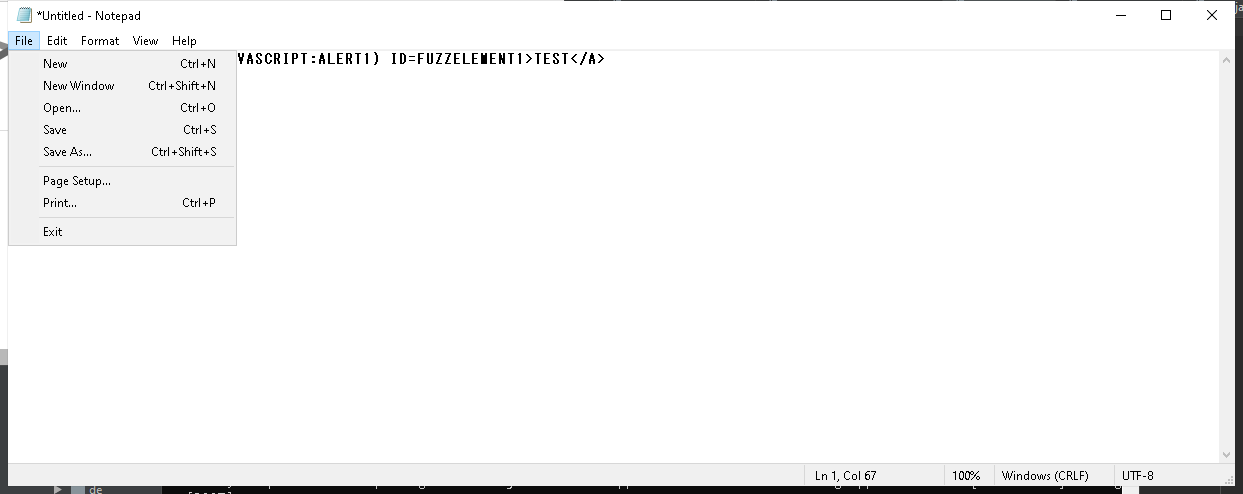 *Untitled - Notepad
File Edit Format View Help
VASCRIPT:ALERT1) ID=FUZZELEMENT1>TEST</A>
New Ctrl+N
New Window Ctrl+Shift+N
Open... Ctrl+O
Save Ctrl+S
Save As... Ctrl+Shift+S
Page Setup...
Print... Ctrl+P
Exit
Ln 1, Col 67 100% Windows (CRLF) UTF-8
de